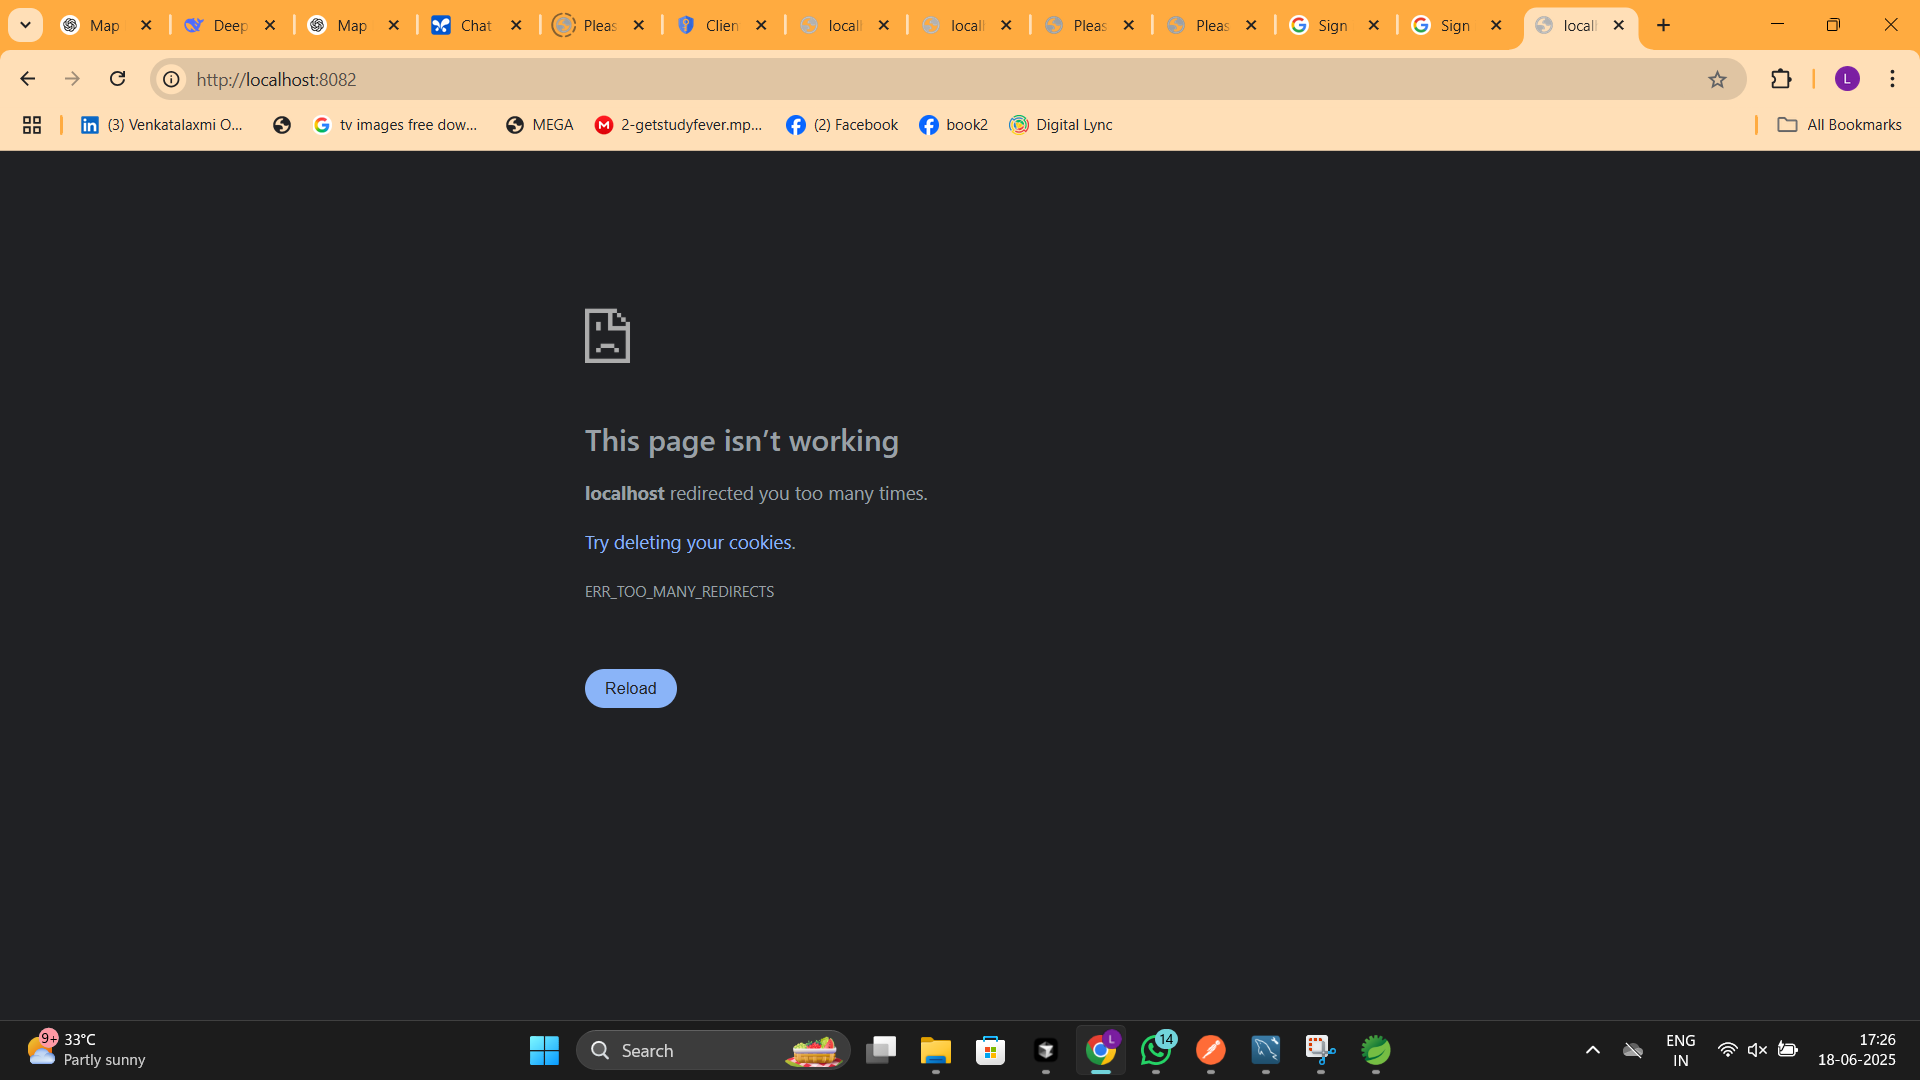 Map
Deep
Map
Chat
Pleas
Clien
locall
locall
Pleas
Pleas
Sign
Sign
locall
http://localhost:8082
L
(3) Venkatalaxmi O...
tv images free dow...
MEGA
2-getstudyfever.mp...
(2) Facebook
book2
Digital Lync
All Bookmarks
This page isn't working
localhost redirected you too many times.
Try deleting your cookies.
ERR_TOO_MANY_REDIRECTS
Reload
9+
33°C
Partly sunny
Search
L
14
ENG
IN
17:26
18-06-2025